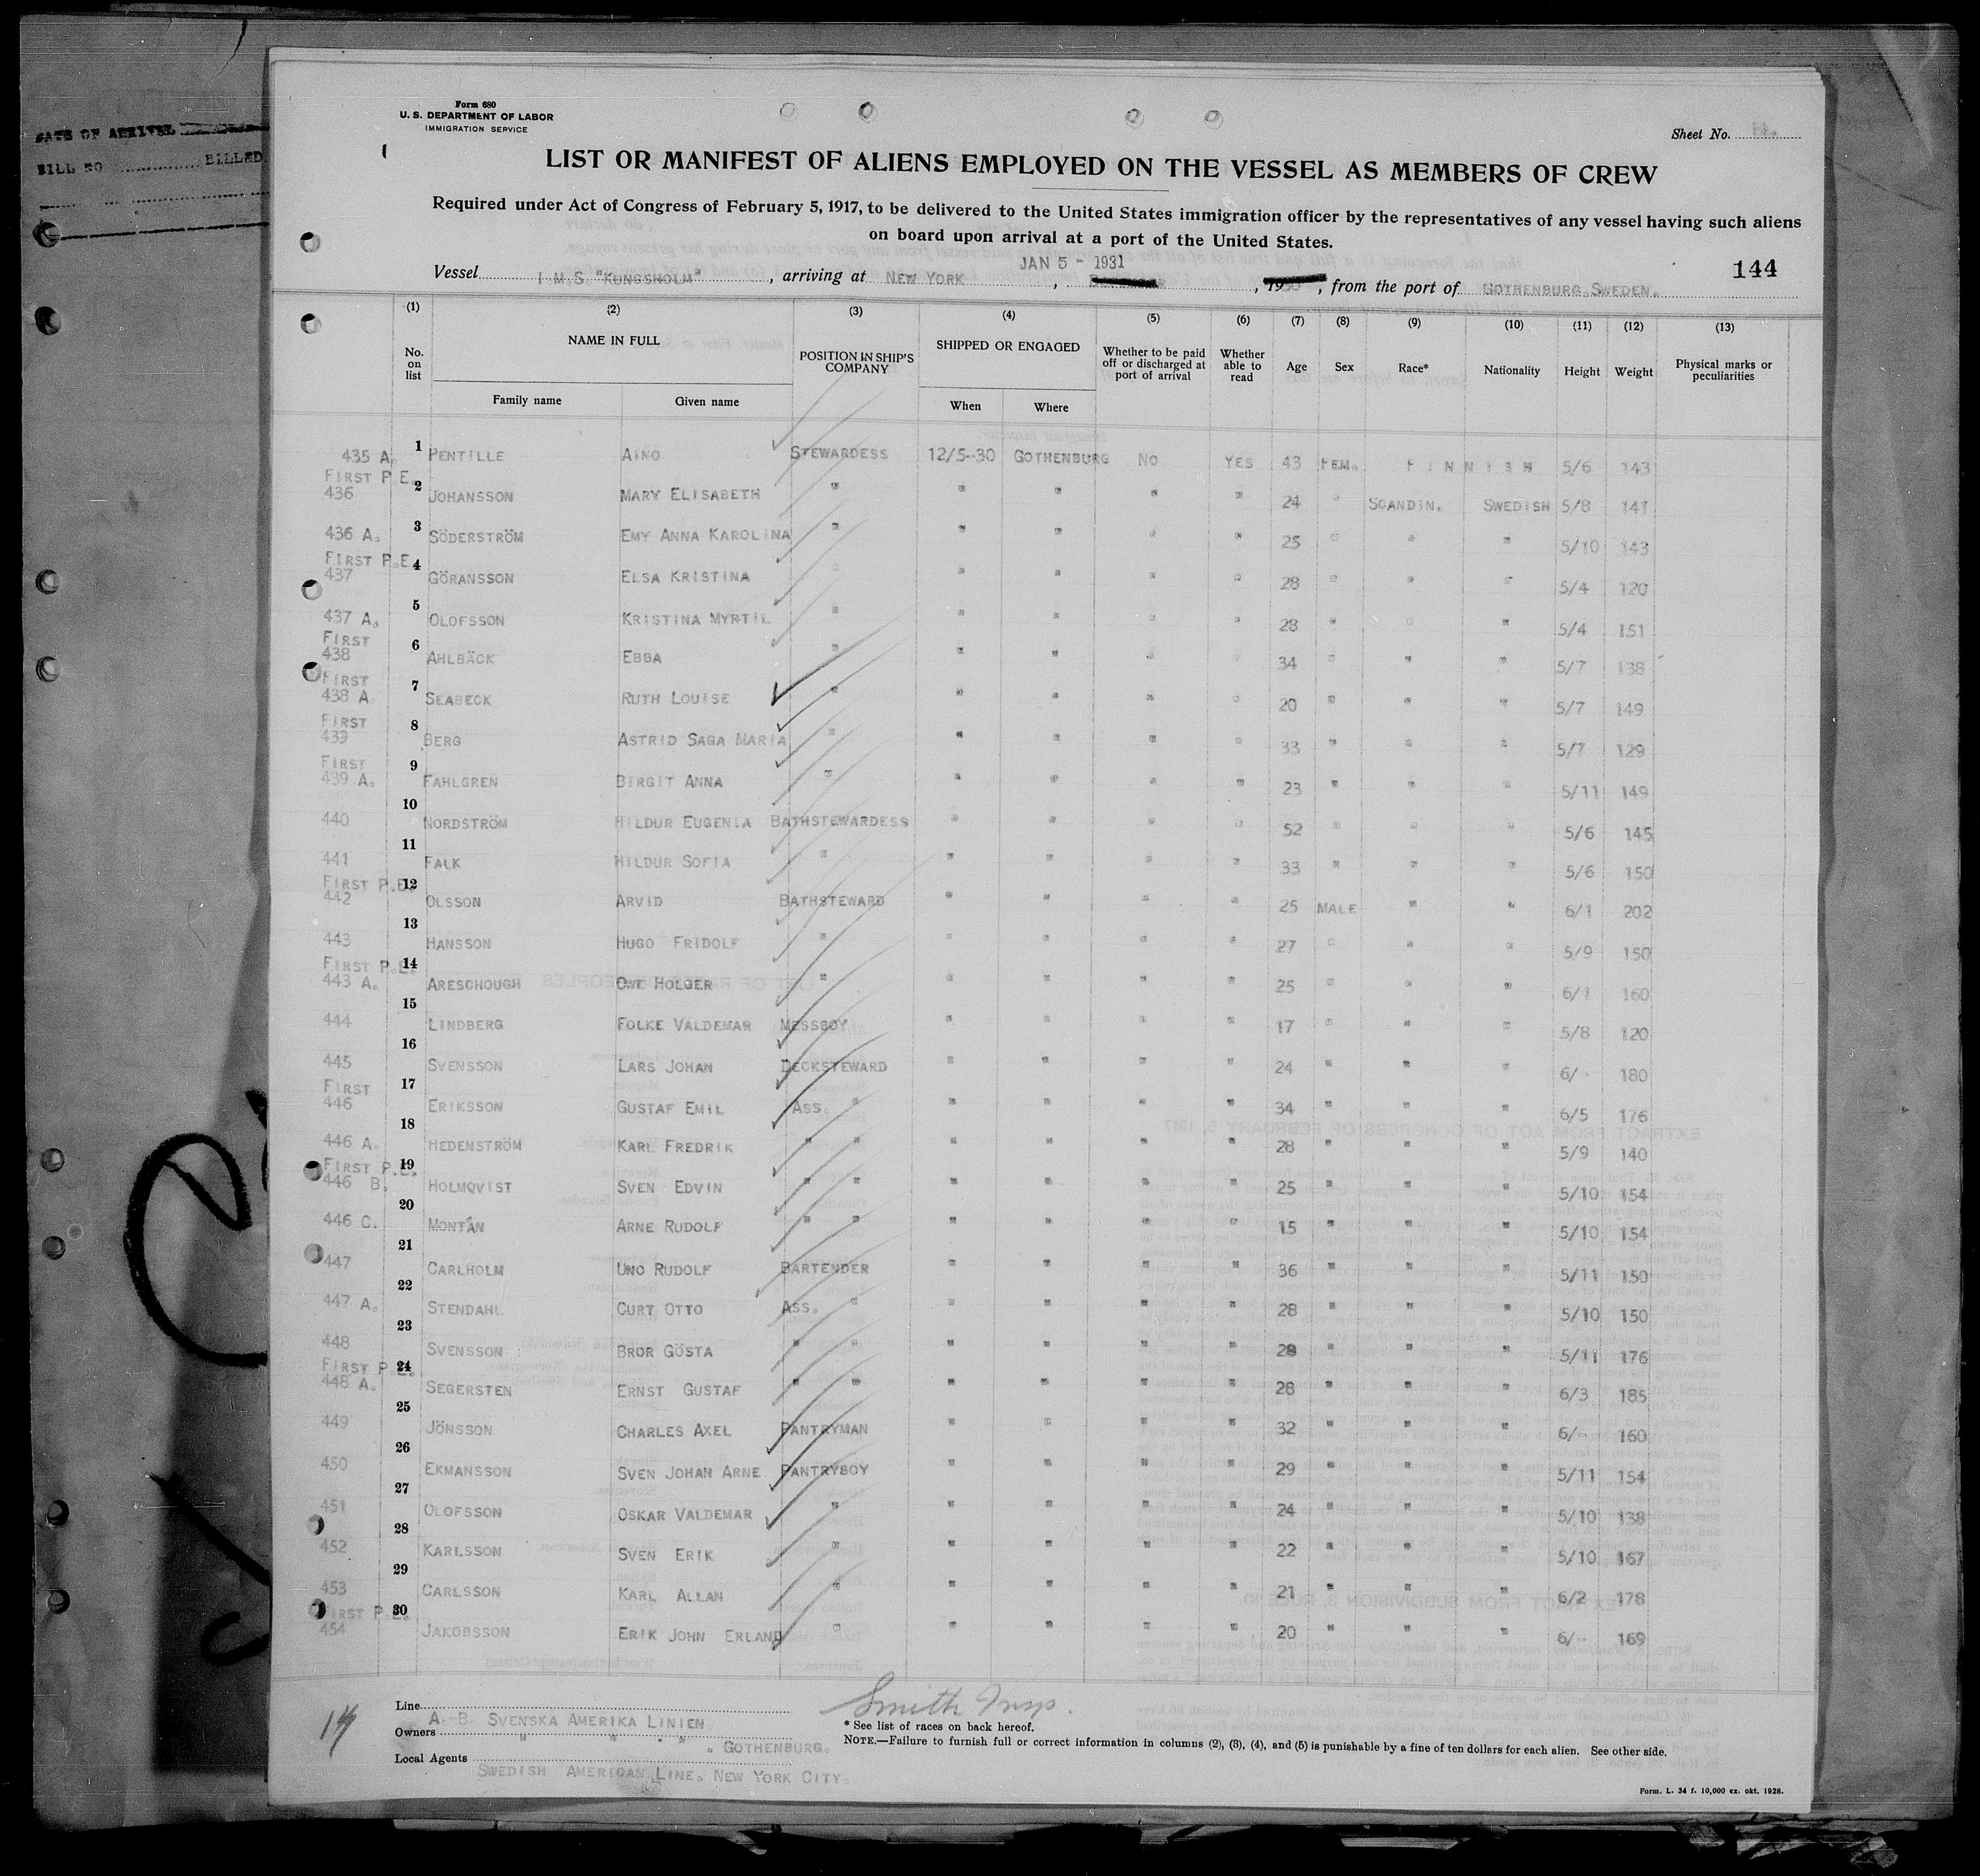 DATE OF ARRIVAL
BILL TO BILLED
Form 680
U. S. DEPARTMENT OF LABOR
IMMIGRATION SERVICE
Sheet No.
LIST OR MANIFEST OF ALIENS EMPLOYED ON THE VESSEL AS MEMBERS OF CREW
Required under Act of Congress of February 5, 1917, to be delivered to the United States immigration officer by the representatives of any vessel having such aliens
on board upon arrival at a port of the United States.
JAN 5 - 1931
144
Vessel I.M.S. "KUNGSHOLM", arriving at NEW YORK, , 19 , from the port of GOTHENBURG, SWEDEN.
(1) (2) (3) (4) (5) (6) (7) (8) (9) (10) (11) (12) (13)
No. on list NAME IN FULL POSITION IN SHIP'S COMPANY SHIPPED OR ENGAGED Whether to be paid off or discharged at port of arrival Whether able to read Age Sex Race* Nationality Height Weight Physical marks or peculiarities
Family name Given name When Where
435 A. 1 PENTILLE AINO STEWARDESS 12/5-30 GOTHENBURG NO YES 43 FEM. FINNISH 5/6 143
FIRST P.E.
436 2 JOHANSSON MARY ELISABETH " " " " " 24 " SCANDIN. SWEDISH 5/8 141
436 A. 3 SÖDERSTRÖM EMY ANNA KAROLINA " " " " " 25 " " " 5/10 143
FIRST P.E.
437 4 GÖRANSSON ELSA KRISTINA " " " " " 28 " " " 5/4 120
437 A. 5 OLOFSSON KRISTINA MYRTIL " " " " " 28 " " " 5/4 151
FIRST
438 6 AHLBÄCK EBBA " " " " " 34 " " " 5/7 138
FIRST
438 A. 7 SEABECK RUTH LOUISE " " " " " 20 " " " 5/7 149
FIRST
439 8 BERG ASTRID SAGA MARIA " " " " " 33 " " " 5/7 129
FIRST
439 A. 9 FAHLGREN BIRGIT ANNA " " " " " 23 " " " 5/11 149
440 10 NORDSTRÖM HILDUR EUGENIA BATHSTEWARDESS " " " " 52 " " " 5/6 145
441 11 FALK HILDUR SOFIA " " " " " 33 " " " 5/6 150
FIRST P.E.
442 12 OLSSON ARVID BATHSTEWARD " " " " 25 MALE " " 6/1 202
443 13 HANSSON HUGO FRIDOLF " " " " " 27 " " " 5/9 150
FIRST P.E.
443 A. 14 ARESCHOUGH OWE HOLGER " " " " " 25 " " " 6/1 160
444 15 LINDBERG FOLKE VALDEMAR MESSBOY " " " " 17 " " " 5/8 120
445 16 SVENSSON LARS JOHAN DECKSTEWARD " " " " 24 " " " 6/- 180
FIRST
446 17 ERIKSSON GUSTAF EMIL ASS. " " " " " 34 " " " 6/5 176
446 A. 18 HEDENSTRÖM KARL FREDRIK " " " " " " 28 " " " 5/9 140
FIRST P.E.
446 B. 19 HOLMQVIST SVEN EDVIN " " " " " " 25 " " " 5/10 154
446 C. 20 MONTÀN ARNE RUDOLF " " " " " " 15 " " " 5/10 154
447 21 CARLHOLM UNO RUDOLF BARTENDER " " " " 36 " " " 5/11 150
447 A. 22 STENDAHL CURT OTTO ASS. " " " " " 28 " " " 5/10 150
448 23 SVENSSON BROR GÖSTA " " " " " " 28 " " " 5/11 176
FIRST P.E.
448 A. 24 SEGERSTEN ERNST GUSTAF " " " " " " 28 " " " 6/3 185
449 25 JÖNSSON CHARLES AXEL PANTRYMAN " " " " 32 " " " 6/- 160
450 26 EKMANSSON SVEN JOHAN ARNE PANTRYBOY " " " " 29 " " " 5/11 154
451 27 OLOFSSON OSKAR VALDEMAR " " " " " 24 " " " 5/10 138
452 28 KARLSSON SVEN ERIK " " " " " 22 " " " 5/10 167
453 29 CARLSSON KARL ALLAN " " " " " 21 " " " 6/2 178
FIRST P.E.
454 30 JAKOBSSON ERIK JOHN ERLAND " " " " " 20 " " " 6/- 169
Smith Insp.
Line A.-B. SVENSKA AMERIKA LINIEN.
Owners " " " " . GOTHENBURG.
Local Agents SWEDISH AMERICAN LINE. NEW YORK CITY.
* See list of races on back hereof.
NOTE.—Failure to furnish full or correct information in columns (2), (3), (4), and (5) is punishable by a fine of ten dollars for each alien. See other side.
Form. L. 34 f. 10,000 ex. okt. 1928.